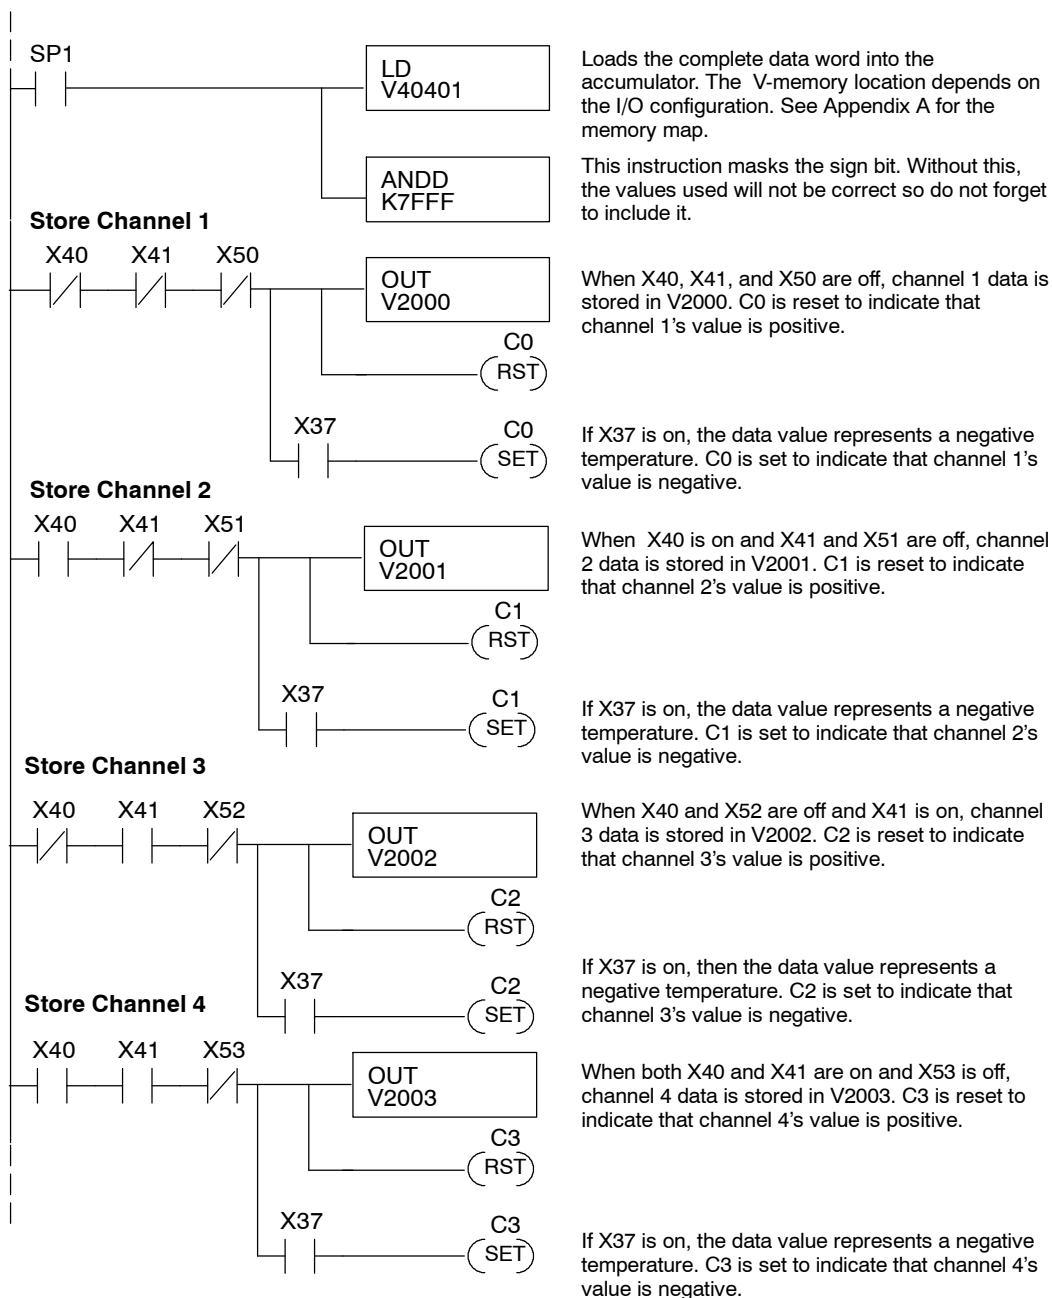 SP1
LD
V40401
Loads the complete data word into the
accumulator. The  V-memory location depends on
the I/O configuration. See Appendix A for the
memory map.
ANDD
K7FFF
This instruction masks the sign bit. Without this,
the values used will not be correct so do not forget
to include it.
Store Channel 1
X40 X41 X50
OUT
V2000
When X40, X41, and X50 are off, channel 1 data is
stored in V2000. C0 is reset to indicate that
channel 1’s value is positive.
C0
RST
X37
C0
SET
If X37 is on, the data value represents a negative
temperature. C0 is set to indicate that channel 1’s
value is negative.
Store Channel 2
X40 X41 X51
OUT
V2001
When  X40 is on and X41 and X51 are off, channel
2 data is stored in V2001. C1 is reset to indicate
that channel 2’s value is positive.
C1
RST
X37
C1
SET
If X37 is on, the data value represents a negative
temperature. C1 is set to indicate that channel 2’s
value is negative.
Store Channel 3
X40 X41 X52
OUT
V2002
When X40 and X52 are off and X41 is on, channel
3 data is stored in V2002. C2 is reset to indicate
that channel 3’s value is positive.
C2
RST
X37
C2
SET
If X37 is on, then the data value represents a
negative temperature. C2 is set to indicate that
channel 3’s value is negative.
Store Channel 4
X40 X41 X53
OUT
V2003
When both X40 and X41 are on and X53 is off,
channel 4 data is stored in V2003. C3 is reset to
indicate that channel 4’s value is positive.
C3
RST
X37
C3
SET
If X37 is on, the data value represents a negative
temperature. C3 is set to indicate that channel 4’s
value is negative.